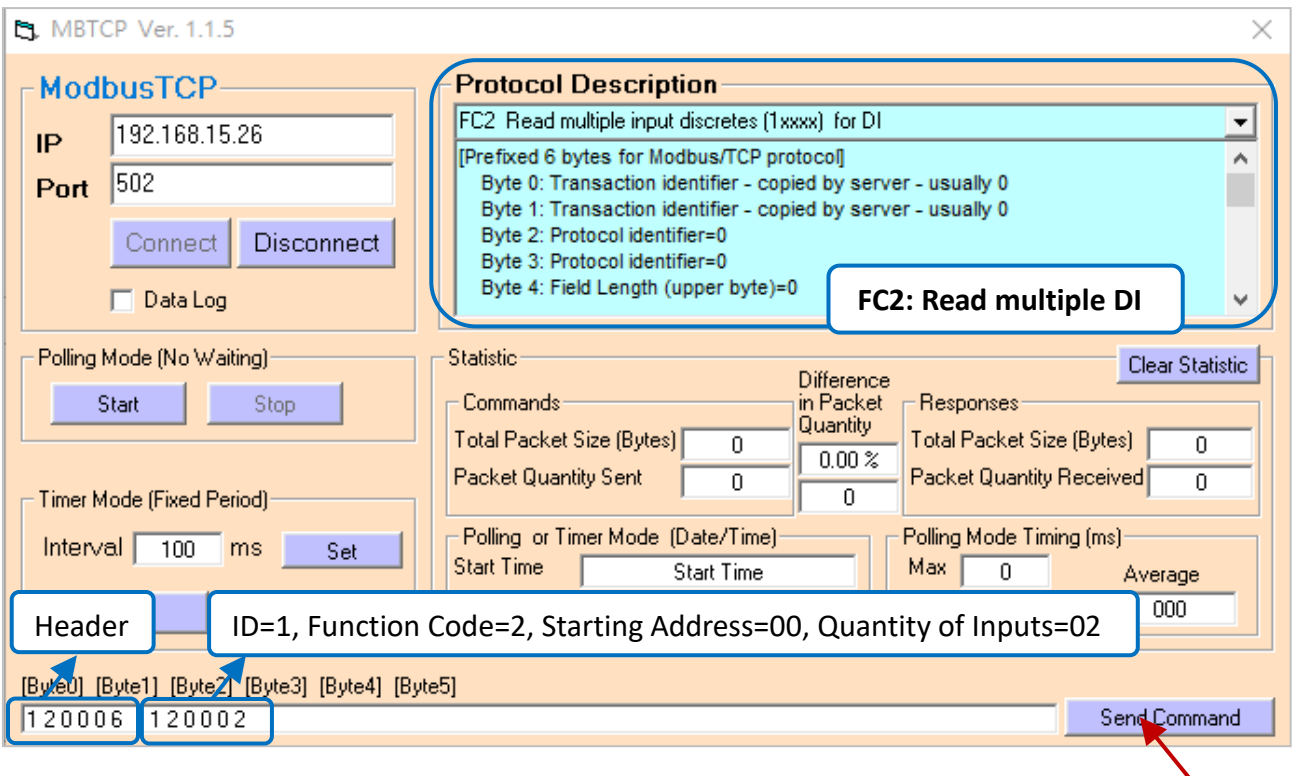 MBTCP Ver. 1.1.5
ModbusTCP
IP 192.168.15.26
Port 502
Connect Disconnect
Data Log
Protocol Description
FC2 Read multiple input discretes (1xxxx) for DI
[Prefixed 6 bytes for Modbus/TCP protocol]
Byte 0: Transaction identifier - copied by server - usually 0
Byte 1: Transaction identifier - copied by server - usually 0
Byte 2: Protocol identifier=0
Byte 3: Protocol identifier=0
Byte 4: Field Length (upper byte)=0
FC2: Read multiple DI
Polling Mode (No Waiting)
Start Stop
Timer Mode (Fixed Period)
Interval 100 ms Set
Statistic
Clear Statistic
Commands
Total Packet Size (Bytes) 0
Packet Quantity Sent 0
Difference
in Packet
Quantity
0.00 %
0
Responses
Total Packet Size (Bytes) 0
Packet Quantity Received 0
Polling or Timer Mode (Date/Time)
Start Time Start Time
Polling Mode Timing (ms)
Max 0
Average
000
Header
ID=1, Function Code=2, Starting Address=00, Quantity of Inputs=02
[Byte0] [Byte1] [Byte2] [Byte3] [Byte4] [Byte5]
1 2 0 0 0 6 1 2 0 0 0 2
Send Command